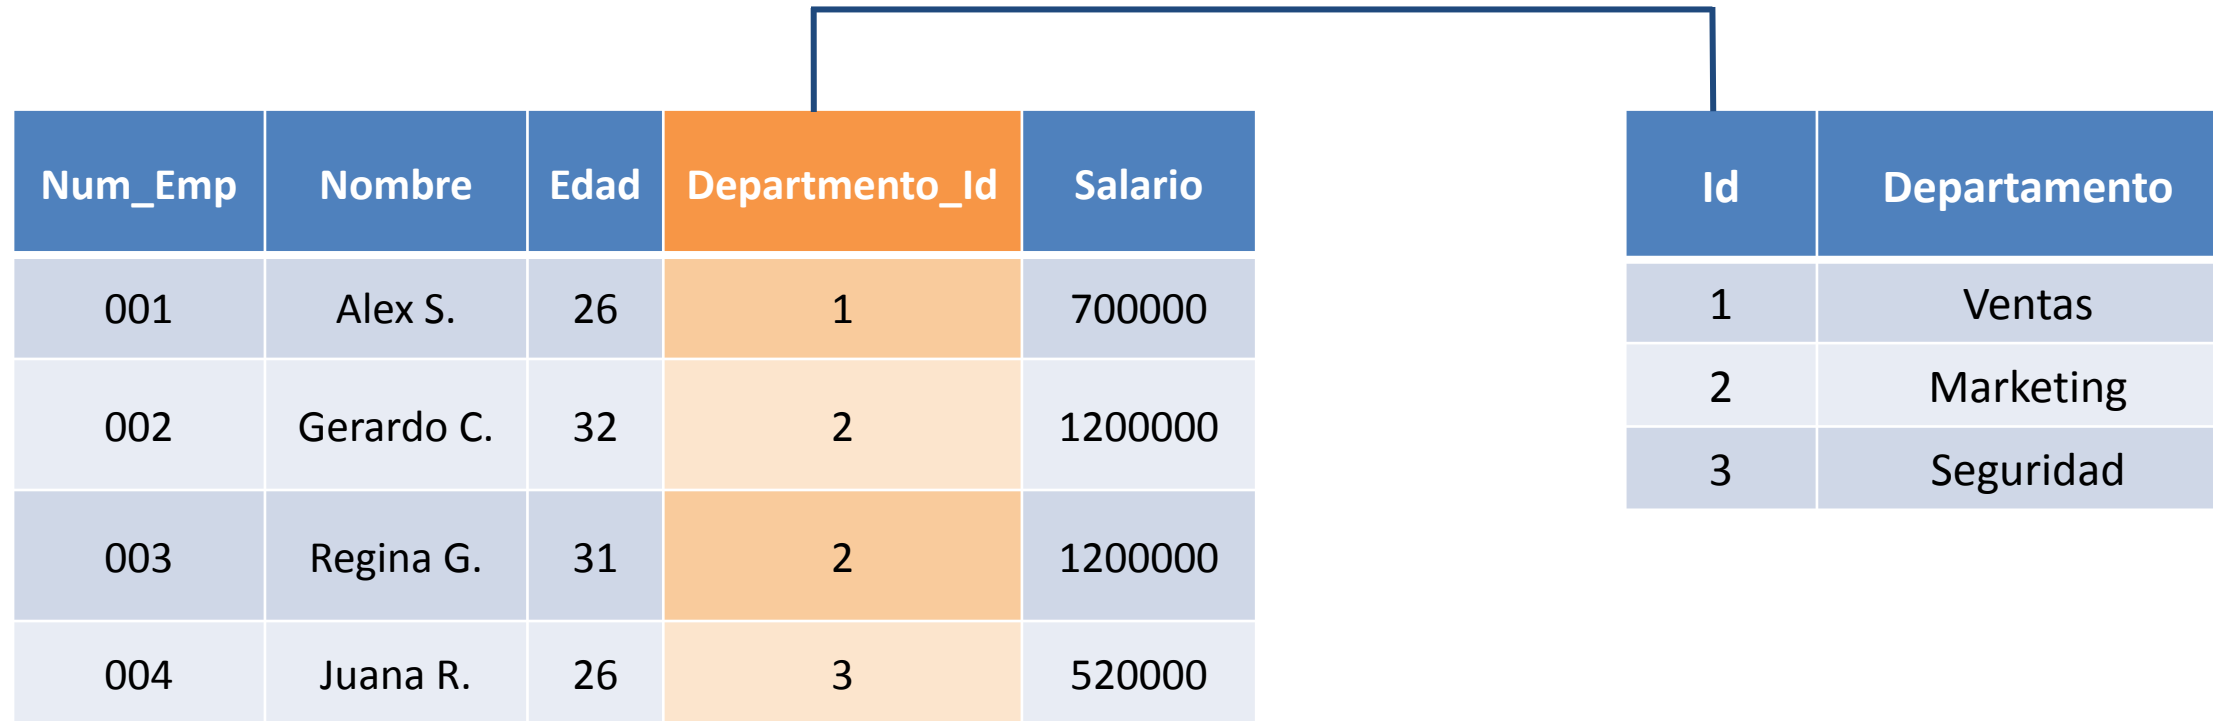 Num_Emp Nombre Edad Departmento_Id Salario
001 Alex S. 26 1 700000
002 Gerardo C. 32 2 1200000
003 Regina G. 31 2 1200000
004 Juana R. 26 3 520000
Id Departamento
1 Ventas
2 Marketing
3 Seguridad